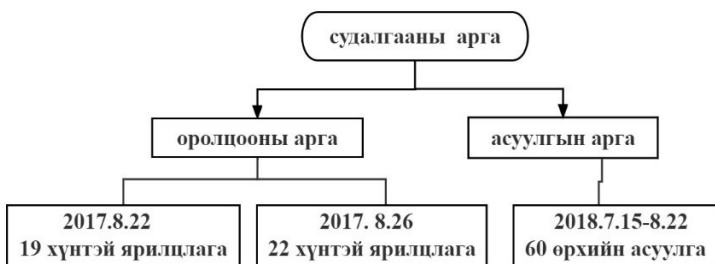 судалгааны арга
оролцооны арга
асуулгын арга
2017.8.22
19 хүнтэй ярилцлага
2017. 8.26
22 хүнтэй ярилцлага
2018.7.15-8.22
60 өрхийн асуулга